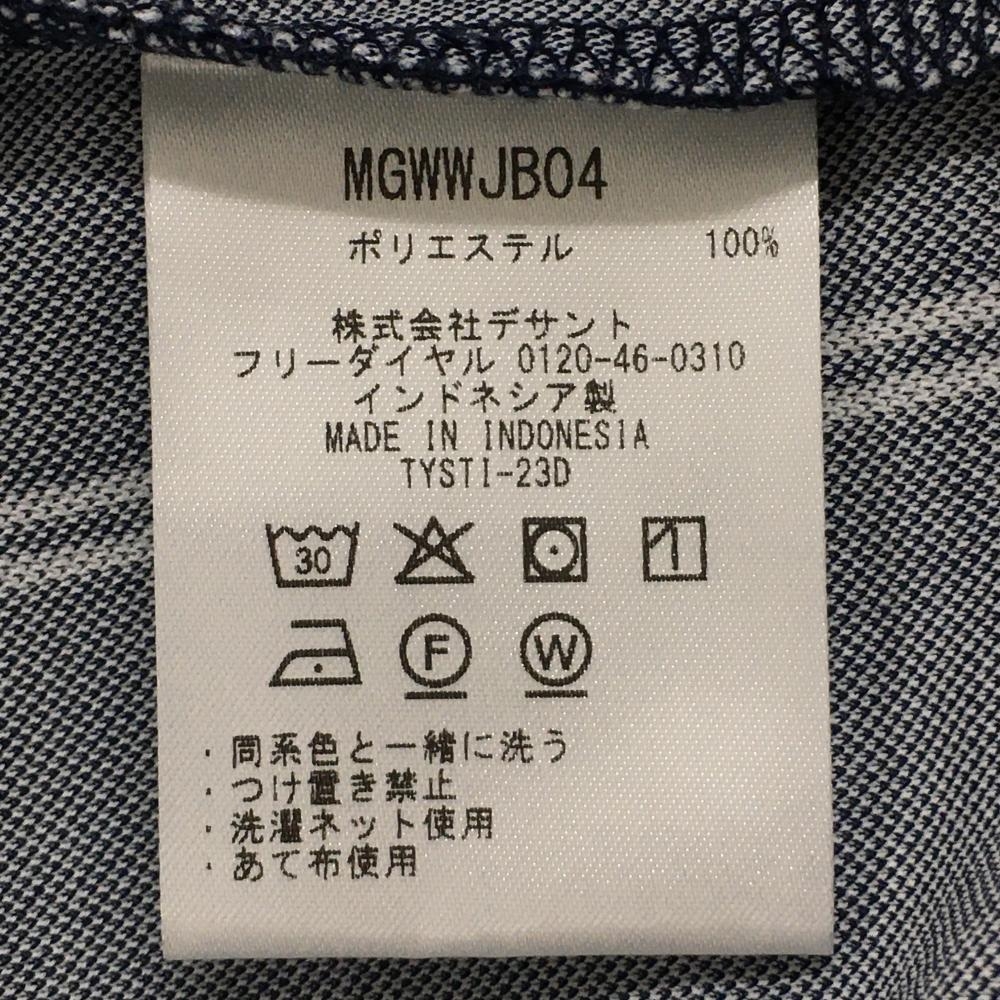 MGWWJB04
ポリエステル 100%
株式会社デサント
フリーダイヤル 0120-46-0310
インドネシア製
MADE IN INDONESIA
TYSTI-23D
30
F W
・同系色と一緒に洗う
・つけ置き禁止
・洗濯ネット使用
・あて布使用